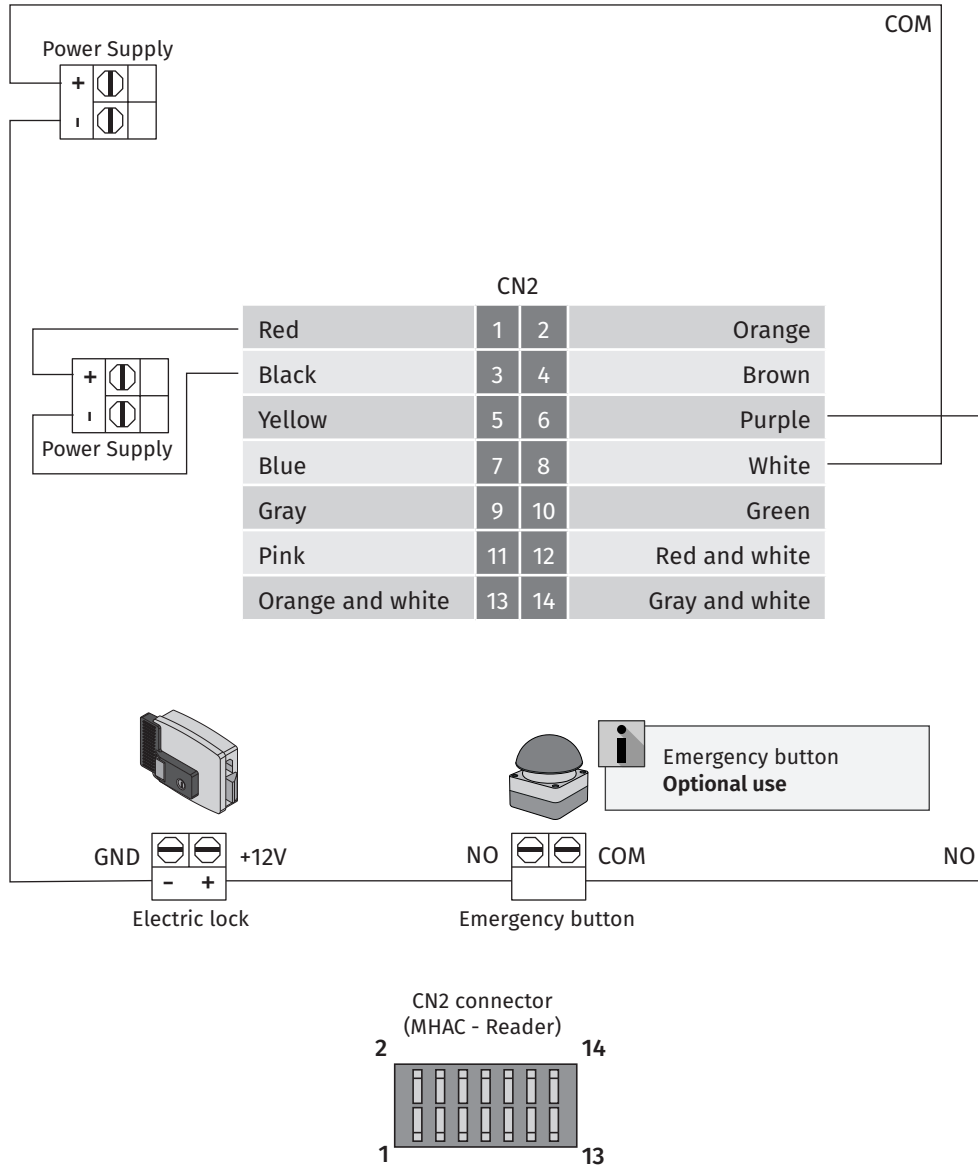 COM
Power Supply
+
-
CN2
Red 1 2 Orange
Black 3 4 Brown
Yellow 5 6 Purple
Blue 7 8 White
Gray 9 10 Green
Pink 11 12 Red and white
Orange and white 13 14 Gray and white
+
-
Power Supply
Emergency button
Optional use
GND +12V NO COM NO
- +
Electric lock Emergency button
CN2 connector
(MHAC - Reader)
2 14
1 13